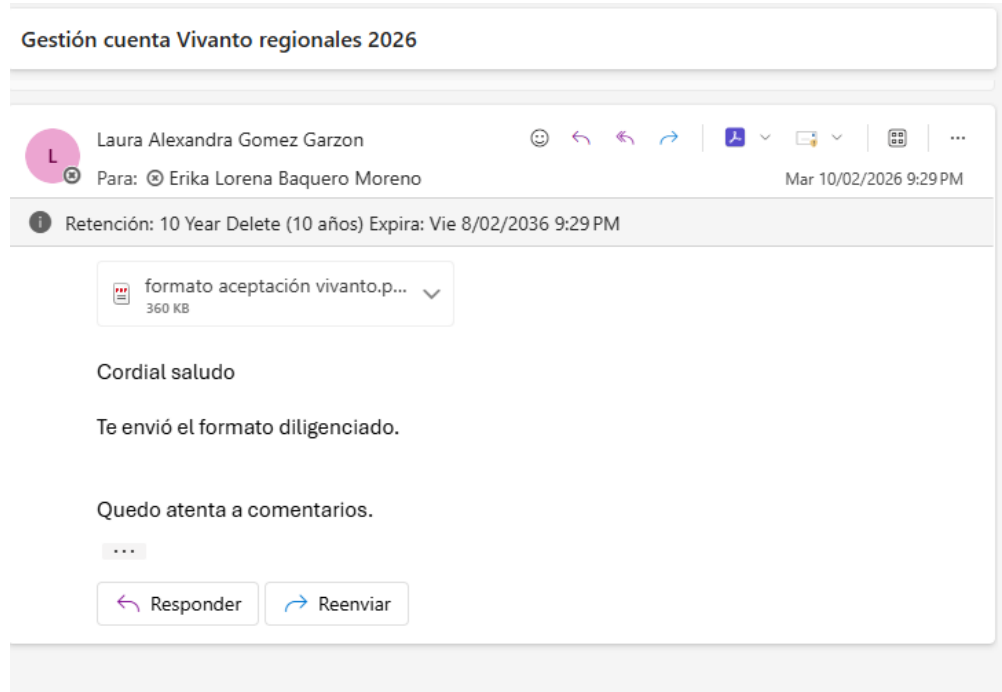 Gestión cuenta Vivanto regionales 2026
L
Laura Alexandra Gomez Garzon
Para: Erika Lorena Baquero Moreno
Mar 10/02/2026 9:29 PM
Retención: 10 Year Delete (10 años) Expira: Vie 8/02/2036 9:29 PM
PDF
formato aceptación vivanto.p...
360 KB
Cordial saludo
Te envió el formato diligenciado.
Quedo atenta a comentarios.
...
Responder
Reenviar